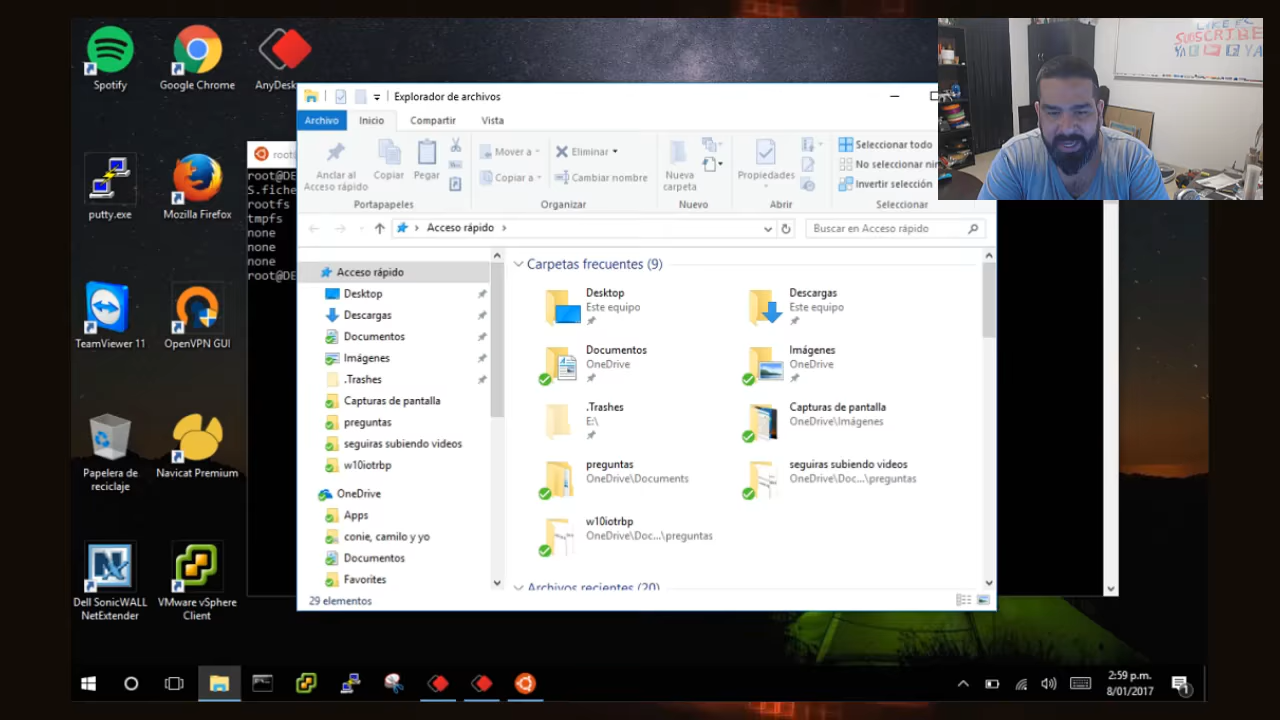 LIKE
SUBSCRIBE
Spotify
Google Chrome
AnyDesk
putty.exe
Mozilla Firefox
TeamViewer 11
OpenVPN GUI
Papelera de
reciclaje
Navicat Premium
Dell SonicWALL
NetExtender
VMware vSphere
Client
root@DE
S.fiche
rootfs
tmpfs
none
none
none
root@DE
Explorador de archivos
Archivo
Inicio
Compartir
Vista
Anclar al
Acceso rápido
Copiar
Pegar
Portapapeles
Mover a
Copiar a
Eliminar
Cambiar nombre
Organizar
Nueva
carpeta
Nuevo
Propiedades
Abrir
Seleccionar todo
No seleccionar nin
Invertir selección
Seleccionar
Acceso rápido
Buscar en Acceso rápido
Acceso rápido
Desktop
Descargas
Documentos
Imágenes
.Trashes
Capturas de pantalla
preguntas
seguiras subiendo videos
w10iotrbp
OneDrive
Apps
conie, camilo y yo
Documentos
Favorites
Carpetas frecuentes (9)
Desktop
Este equipo
Descargas
Este equipo
Documentos
OneDrive
Imágenes
OneDrive
.Trashes
E:\
Capturas de pantalla
OneDrive\Imágenes
preguntas
OneDrive\Documents
seguiras subiendo videos
OneDrive\Doc...\preguntas
w10iotrbp
OneDrive\Doc...\preguntas
Archivos recientes (20)
29 elementos
2:59 p.m.
8/01/2017
1